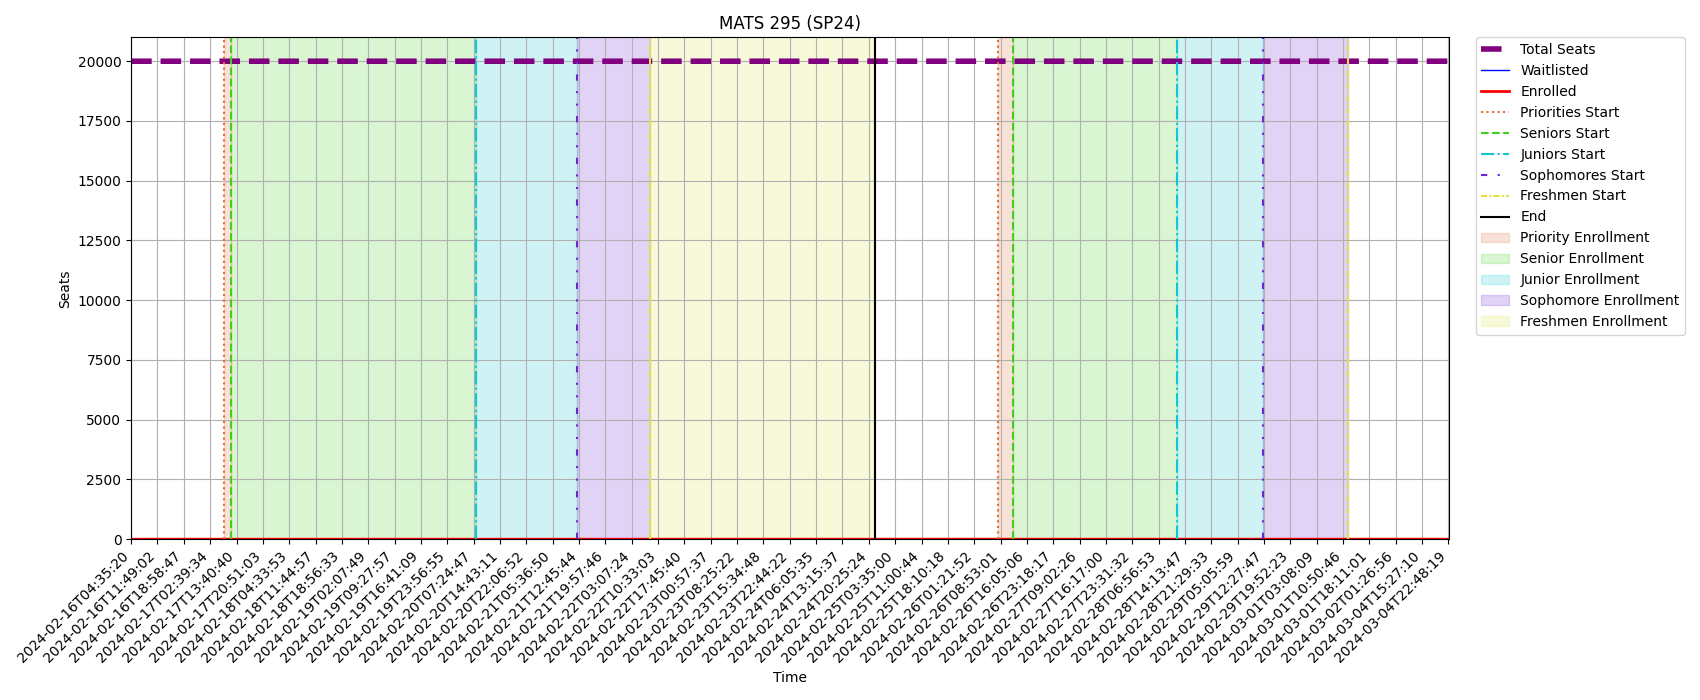 MATS 295 (SP24)
Seats
20000
17500
15000
12500
10000
7500
5000
2500
0
2024-02-16T04:35:20
2024-02-16T11:49:02
2024-02-16T18:58:47
2024-02-17T02:39:34
2024-02-17T13:40:40
2024-02-17T20:51:03
2024-02-18T04:33:53
2024-02-18T11:44:57
2024-02-18T18:56:33
2024-02-19T02:07:49
2024-02-19T09:27:57
2024-02-19T16:41:09
2024-02-19T23:56:55
2024-02-20T07:24:47
2024-02-20T14:43:11
2024-02-20T22:06:52
2024-02-21T05:36:50
2024-02-21T12:45:44
2024-02-21T19:57:46
2024-02-22T03:07:24
2024-02-22T10:33:03
2024-02-22T17:45:40
2024-02-23T00:57:37
2024-02-23T08:25:22
2024-02-23T15:34:48
2024-02-23T22:44:22
2024-02-24T06:05:35
2024-02-24T13:15:37
2024-02-24T20:25:24
2024-02-25T03:35:00
2024-02-25T11:00:44
2024-02-25T18:10:18
2024-02-26T01:21:52
2024-02-26T08:53:01
2024-02-26T16:05:06
2024-02-26T23:18:17
2024-02-27T09:02:26
2024-02-27T16:17:00
2024-02-27T23:31:32
2024-02-28T06:56:53
2024-02-28T14:13:47
2024-02-28T21:29:33
2024-02-29T05:05:59
2024-02-29T12:27:47
2024-02-29T19:52:23
2024-03-01T03:08:09
2024-03-01T10:50:46
2024-03-01T18:11:01
2024-03-02T01:26:56
2024-03-04T15:27:10
2024-03-04T22:48:19
Time
Total Seats
Waitlisted
Enrolled
Priorities Start
Seniors Start
Juniors Start
Sophomores Start
Freshmen Start
End
Priority Enrollment
Senior Enrollment
Junior Enrollment
Sophomore Enrollment
Freshmen Enrollment